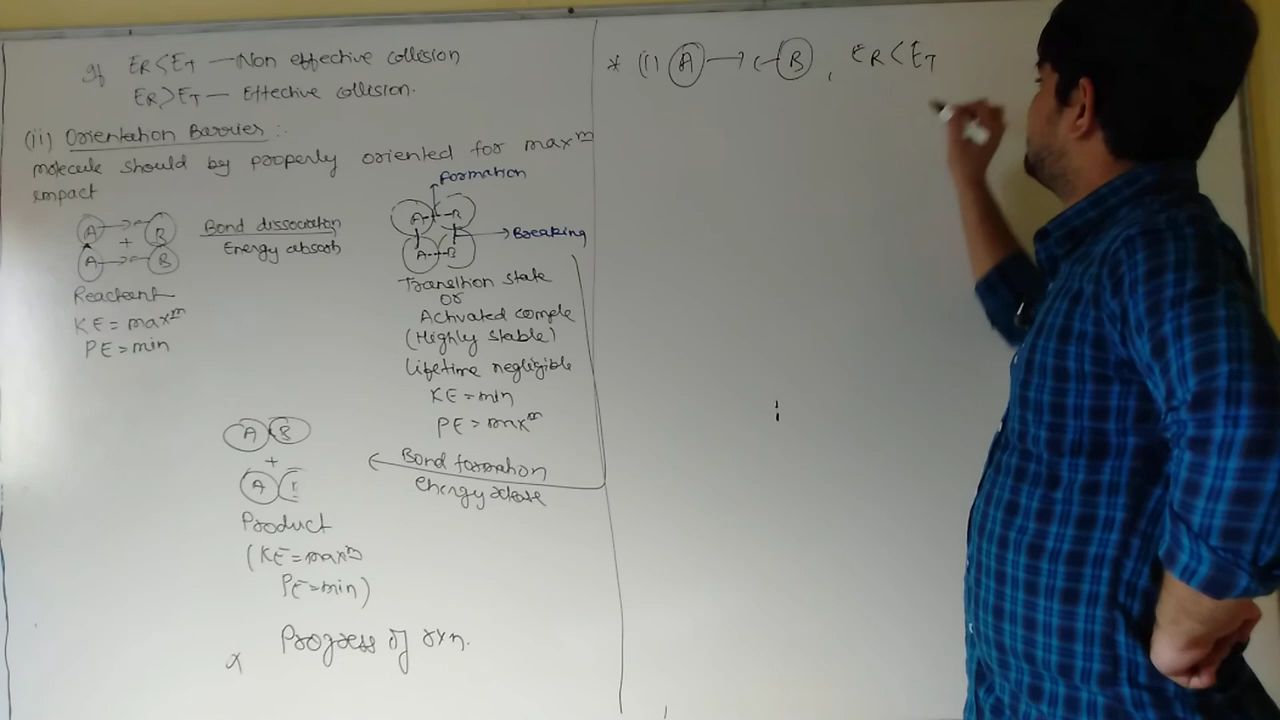 If ER<ET — Non effective collision
ER>ET — Effective collision.
(ii) Orientation Barrier :-
molecule should by properly oriented for maxᵐ
impact
Formation
A → ← B
+
A → ← B
Bond dissociation
Energy absorb
A--B
A--B
Breaking
Reactant
KE = maxᵐ
PE = min
Transition state
or
Activated comple
(Highly stable)
Lifetime negligible
KE = min
PE = maxᵐ
A B
+
A
Bond formation
Energy release
Product
(KE = maxᵐ
PE = min)
Progress of rxn.
* (i) A → ← B , ER < ET